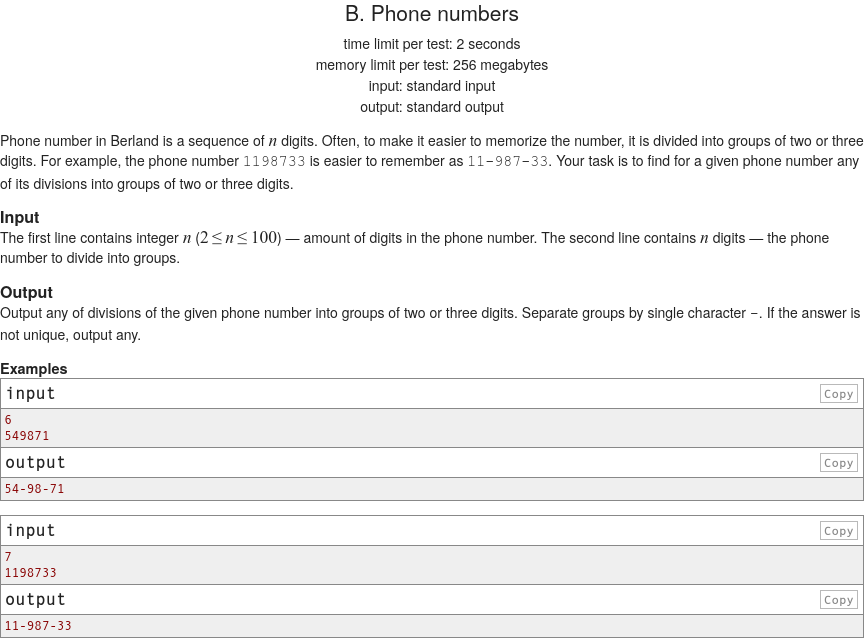 B. Phone numbers
time limit per test: 2 seconds
memory limit per test: 256 megabytes
input: standard input
output: standard output
Phone number in Berland is a sequence of n digits. Often, to make it easier to memorize the number, it is divided into groups of two or three
digits. For example, the phone number 1198733 is easier to remember as 11-987-33. Your task is to find for a given phone number any
of its divisions into groups of two or three digits.
Input
The first line contains integer n (2 ≤ n ≤ 100) — amount of digits in the phone number. The second line contains n digits — the phone
number to divide into groups.
Output
Output any of divisions of the given phone number into groups of two or three digits. Separate groups by single character -. If the answer is
not unique, output any.
Examples
input Copy
6
549871
output Copy
54-98-71
input Copy
7
1198733
output Copy
11-987-33